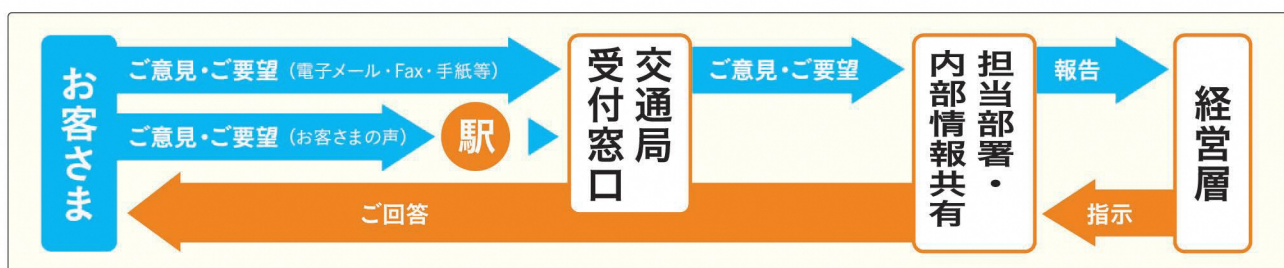 お客さま
ご意見・ご要望（電子メール・Fax・手紙等）
ご意見・ご要望（お客さまの声）
駅
交通局
受付窓口
ご意見・ご要望
担当部署・
内部情報共有
報告
経営層
指示
ご回答